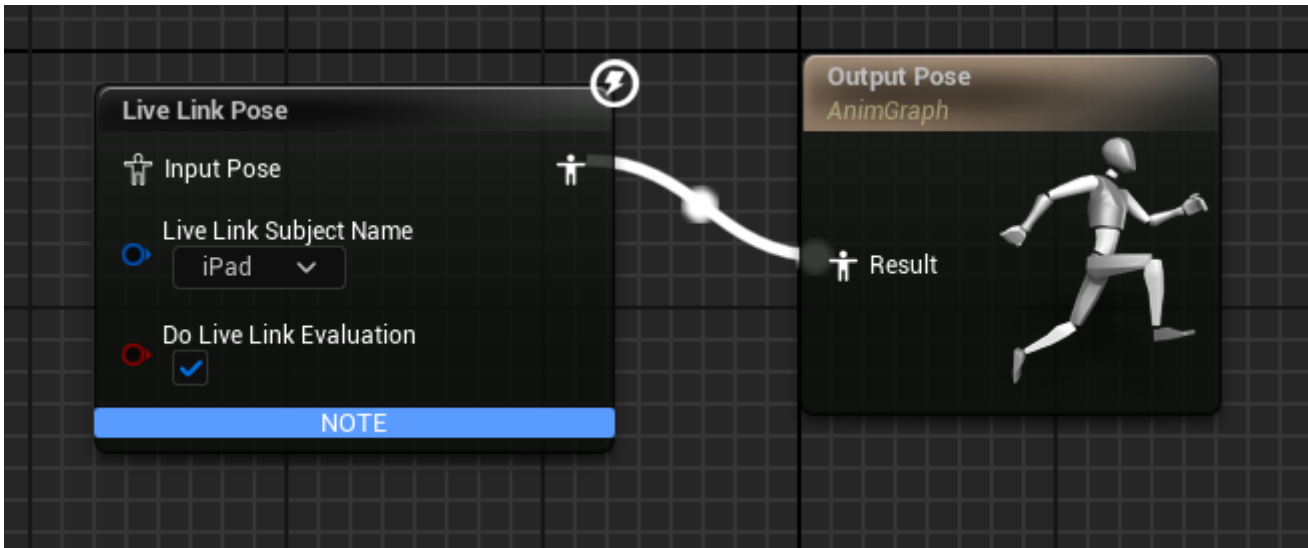 Live Link Pose
Input Pose
Live Link Subject Name
iPad
Do Live Link Evaluation
NOTE
Output Pose
AnimGraph
Result